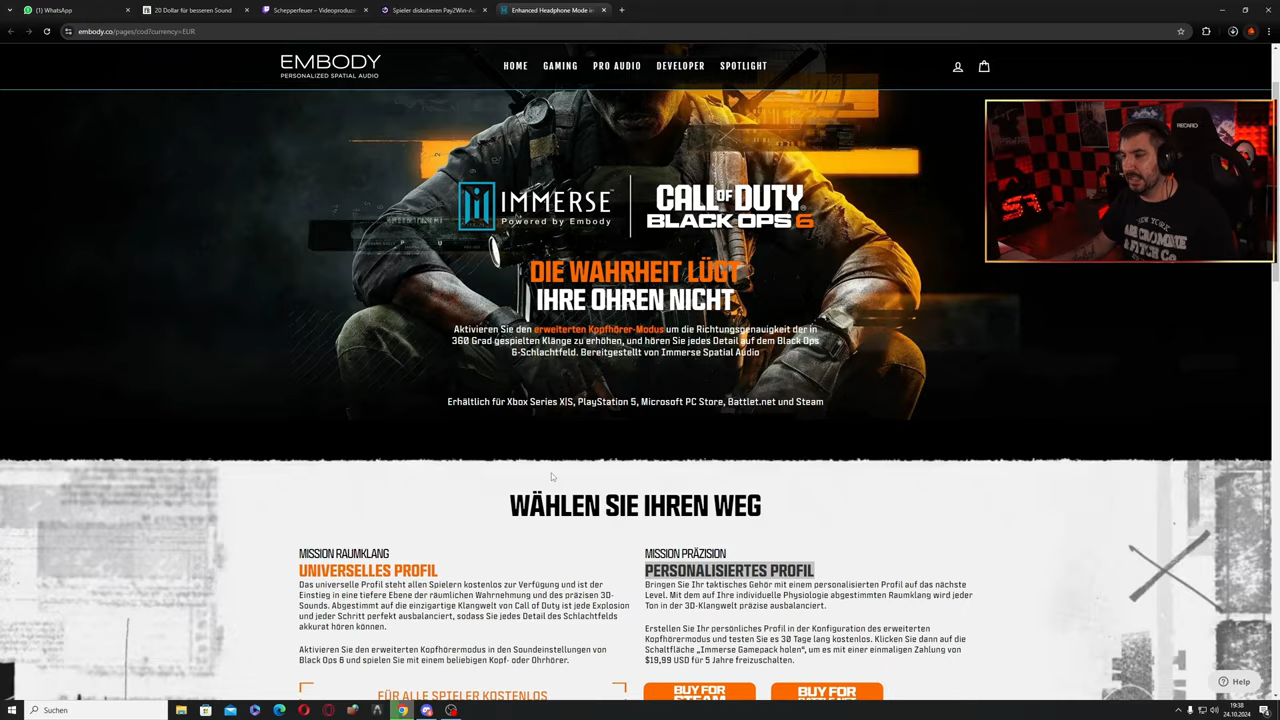 (1) WhatsApp
20 Dollar für besseren Sound
Schepperfeuer – Videoproduze
Spieler diskutieren Pay2Win-A
Enhanced Headphone Mode in
embody.co/pages/cod?currency=EUR
EMBODY
PERSONALIZED SPATIAL AUDIO
HOME
GAMING
PRO AUDIO
DEVELOPER
SPOTLIGHT
RECARO
IMMERSE
Powered by Embody
CALL OF DUTY
BLACK OPS 6
DIE WAHRHEIT LÜGT
IHRE OHREN NICHT
Aktivieren Sie den erweiterten Kopfhörer-Modus um die Richtungsgenauigkeit der in
360 Grad gespielten Klänge zu erhöhen, und hören Sie jedes Detail auf dem Black Ops
6-Schlachtfeld. Bereitgestellt von Immerse Spatial Audio
Erhältlich für Xbox Series X|S, PlayStation 5, Microsoft PC Store, Battlet.net und Steam
WÄHLEN SIE IHREN WEG
MISSION RAUMKLANG
UNIVERSELLES PROFIL
Das universelle Profil steht allen Spielern kostenlos zur Verfügung und ist der
Einstieg in eine tiefere Ebene der räumlichen Wahrnehmung und des präzisen 3D-
Sounds. Abgestimmt auf die einzigartige Klangwelt von Call of Duty ist jede Explosion
und jeder Schritt perfekt ausbalanciert, sodass Sie jedes Detail des Schlachtfelds
akkurat hören können.
Aktivieren Sie den erweiterten Kopfhörermodus in den Soundeinstellungen von
Black Ops 6 und spielen Sie mit einem beliebigen Kopf- oder Ohrhörer.
FÜR ALLE SPIELER KOSTENLOS
MISSION PRÄZISION
PERSONALISIERTES PROFIL
Bringen Sie Ihr taktisches Gehör mit einem personalisierten Profil auf das nächste
Level. Mit dem auf Ihre individuelle Physiologie abgestimmten Raumklang wird jeder
Ton in der 3D-Klangwelt präzise ausbalanciert.
Erstellen Sie Ihr persönliches Profil in der Konfiguration des erweiterten
Kopfhörermodus und testen Sie es 30 Tage lang kostenlos. Klicken Sie dann auf die
Schaltfläche „Immerse Gamepack holen", um es mit einer einmaligen Zahlung von
$19,99 USD für 5 Jahre freizuschalten.
BUY FOR
STEAM
BUY FOR
Help
Suchen
19:38
24.10.2024